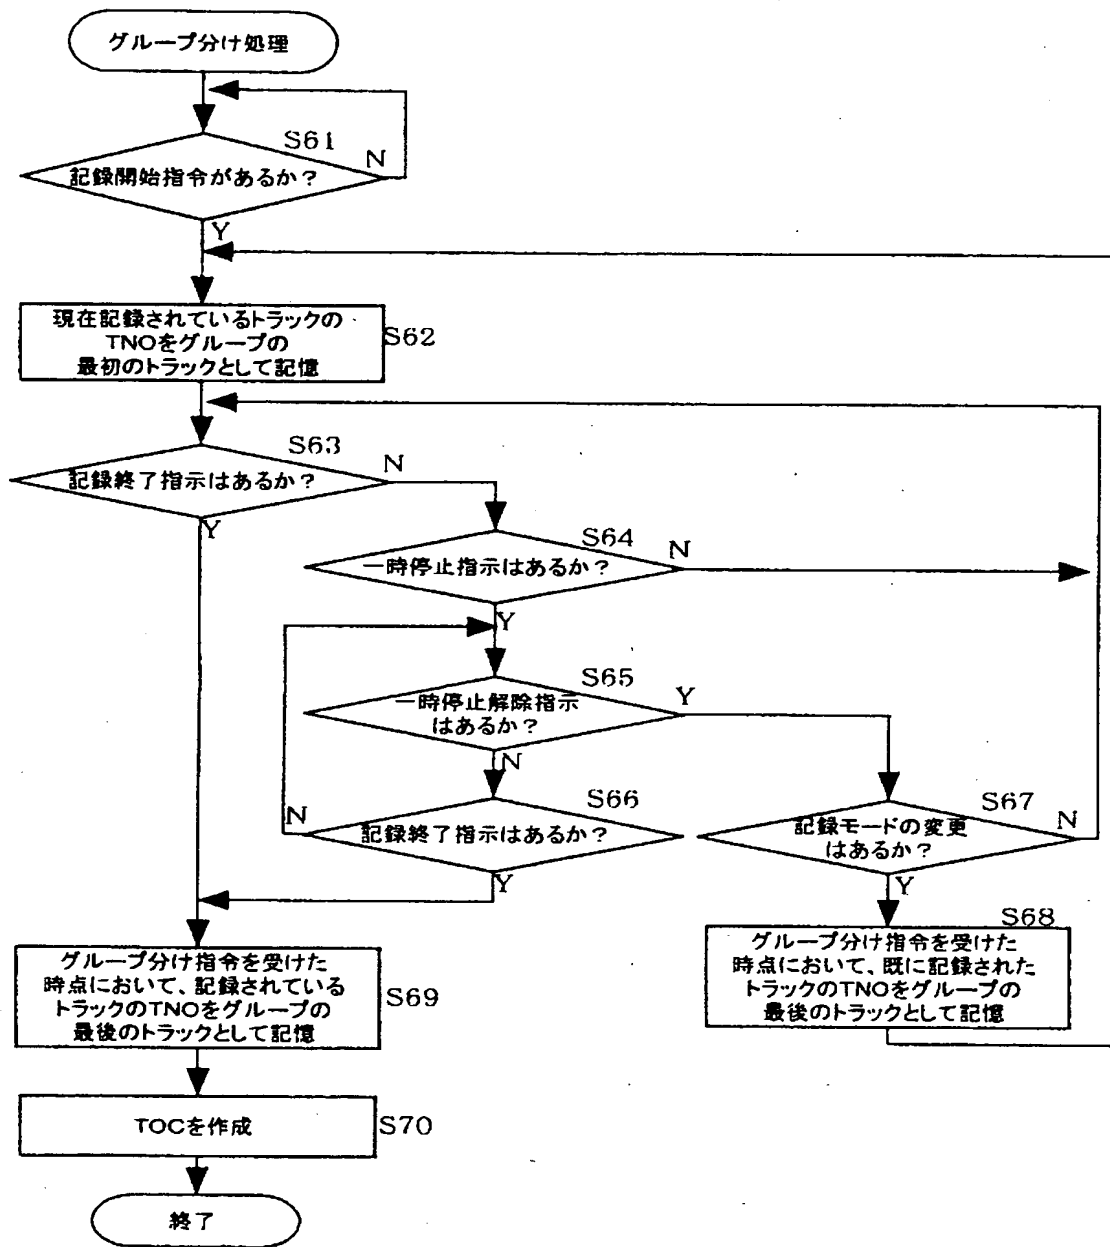 グループ分け処理
S61
記録開始指令があるか？
N
Y
現在記録されているトラックの
TNOをグループの
最初のトラックとして記憶
S62
S63
記録終了指示はあるか？
N
Y
S64
一時停止指示はあるか？
N
Y
S65
一時停止解除指示
はあるか？
Y
N
S66
記録終了指示はあるか？
N
Y
S67
記録モードの変更
はあるか？
N
Y
S68
グループ分け指令を受けた
時点において、既に記録された
トラックのTNOをグループの
最後のトラックとして記憶
グループ分け指令を受けた
時点において、記録されている
トラックのTNOをグループの
最後のトラックとして記憶
S69
TOCを作成
S70
終了